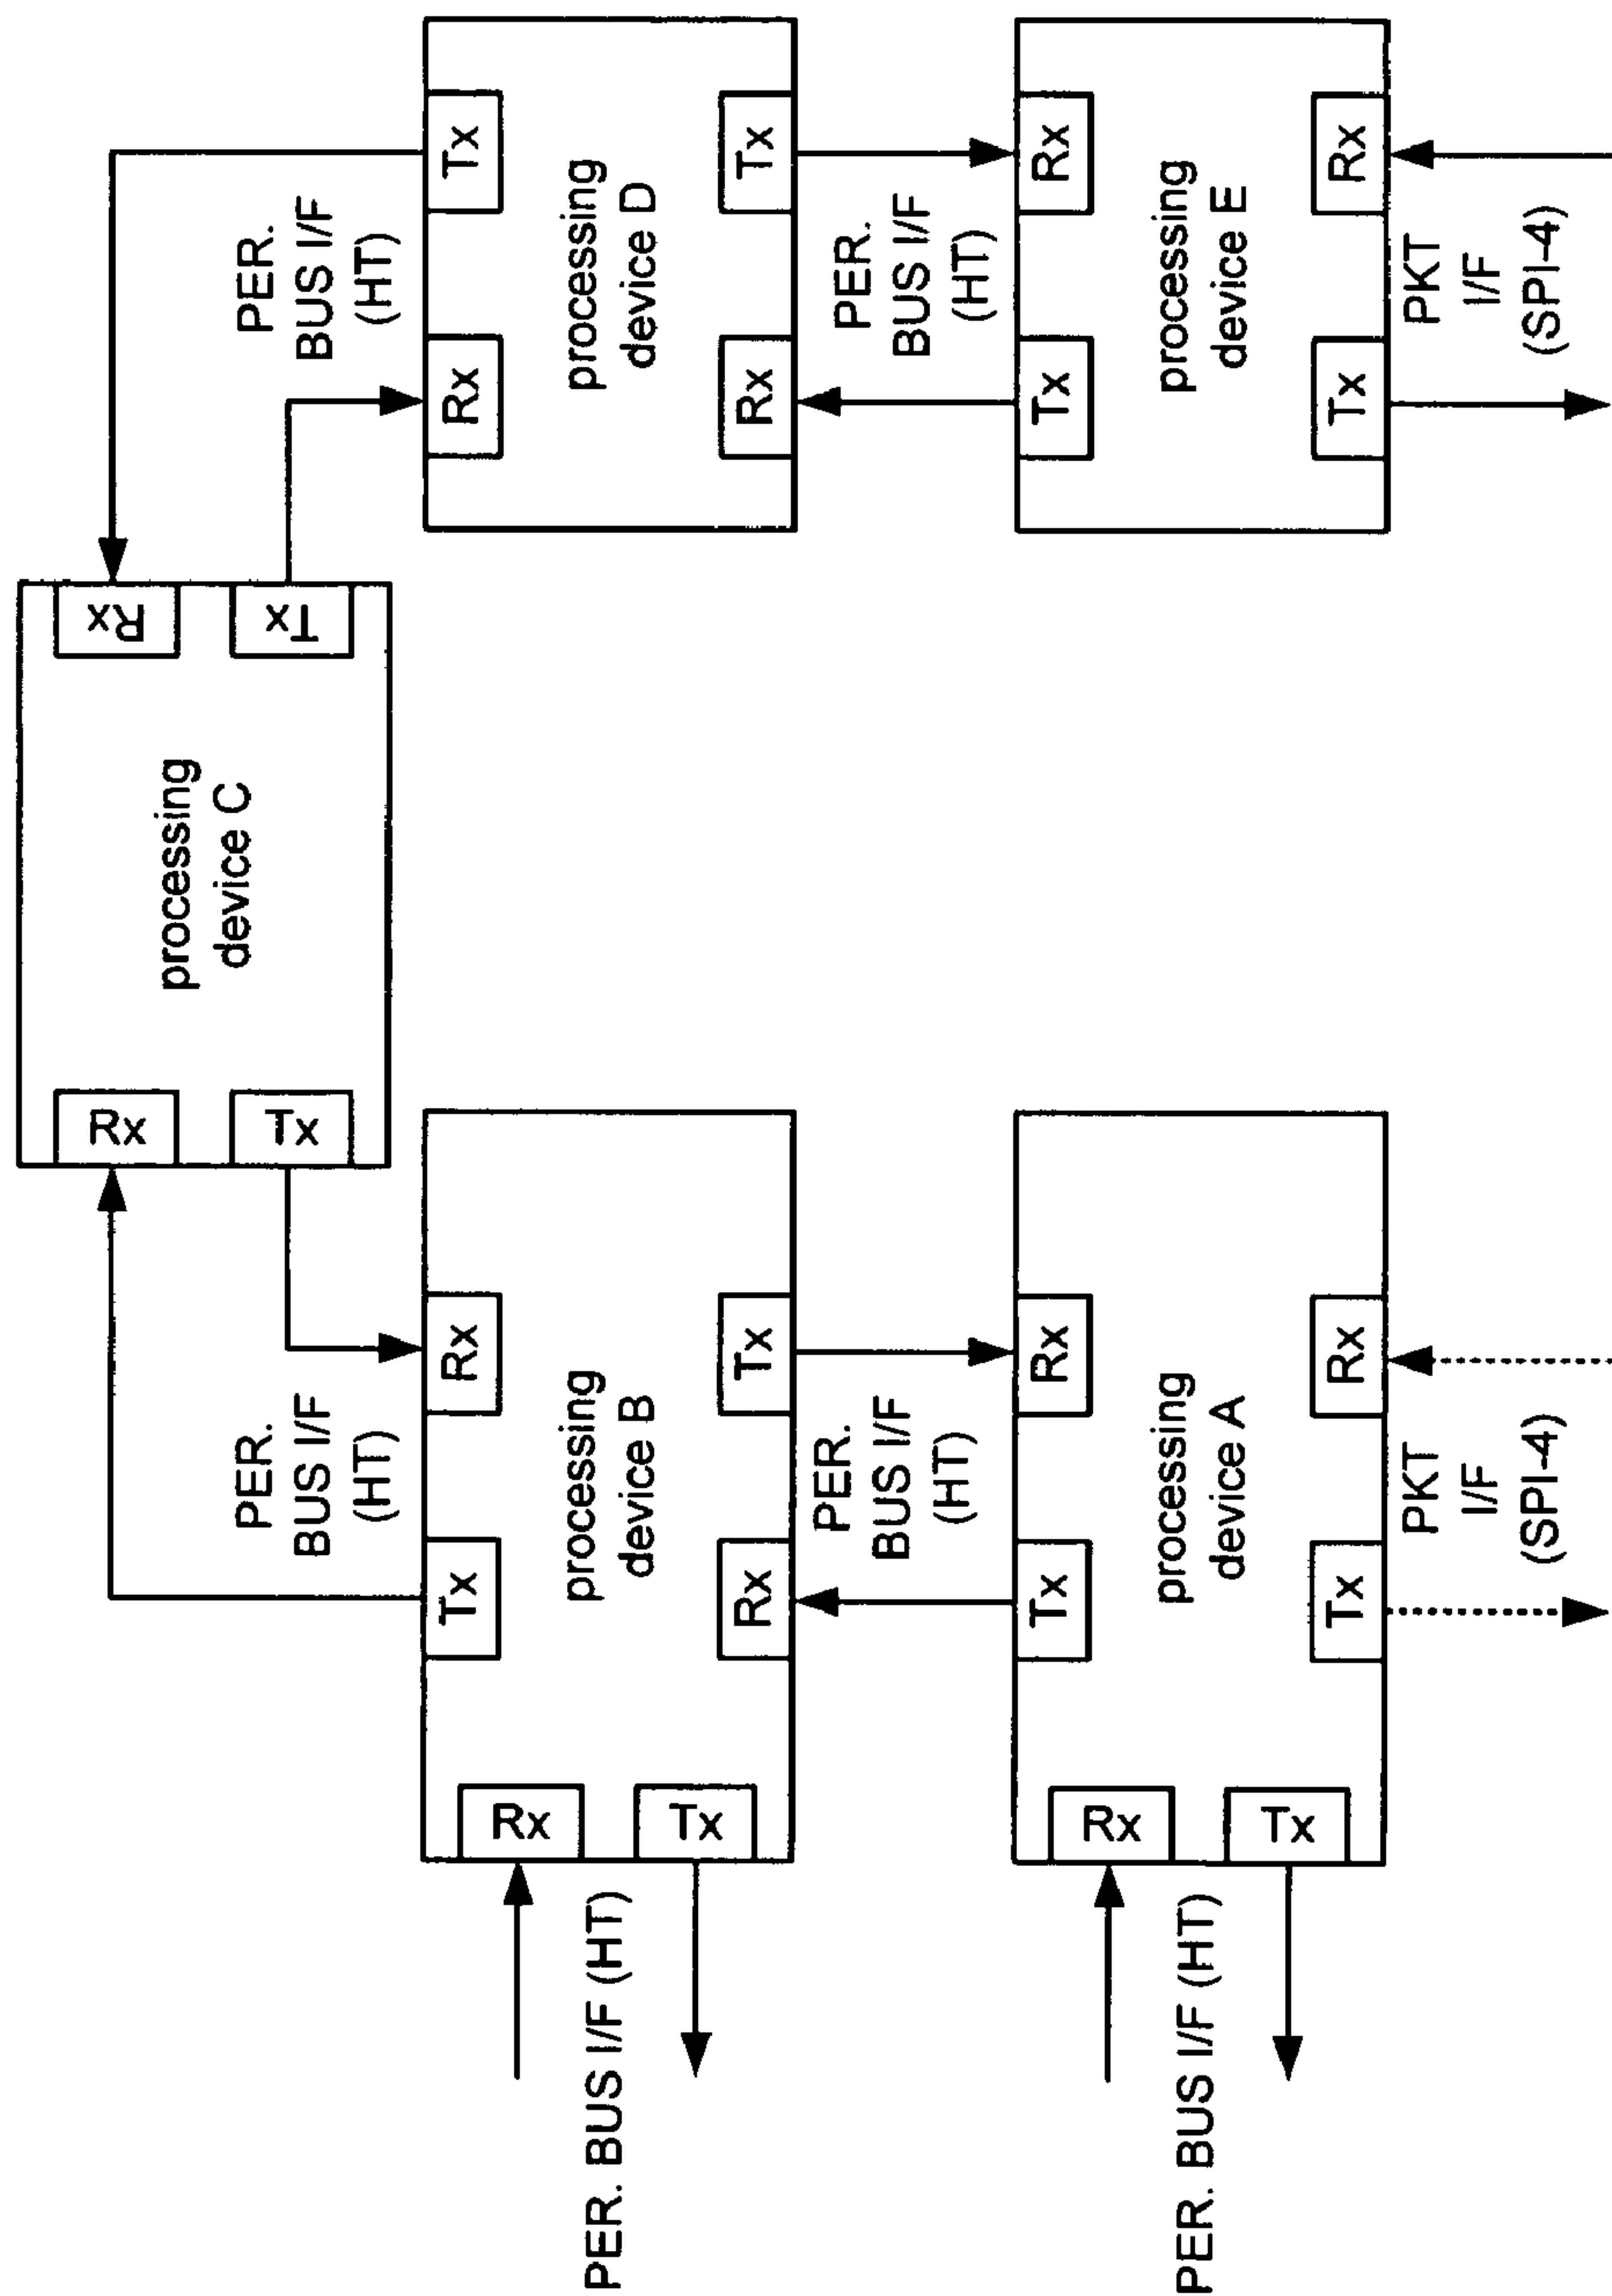 Rx
Tx
processing
device C
Rx
Tx
PER.
BUS I/F
(HT)
PER.
BUS I/F
(HT)
Tx
Rx
processing
device B
Rx
Tx
Rx
Tx
PER. BUS I/F (HT)
Rx
Tx
processing
device D
Rx
Tx
PER.
BUS I/F
(HT)
PER.
BUS I/F
(HT)
Tx
Rx
processing
device A
Tx
Rx
Rx
Tx
PER. BUS I/F (HT)
Tx
Rx
processing
device E
Tx
Rx
PKT
I/F
(SPI-4)
PKT
I/F
(SPI-4)